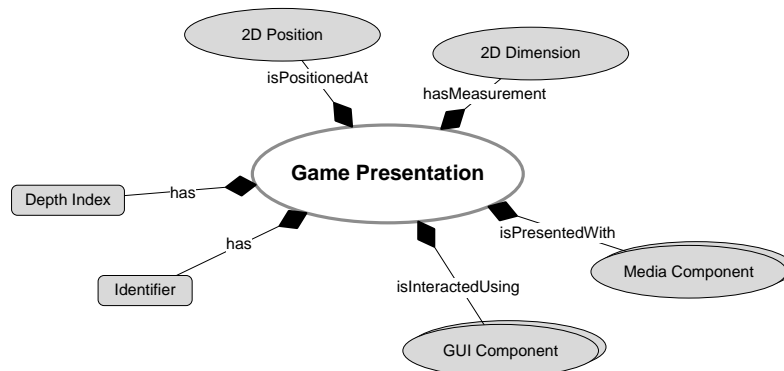 2D Position
2D Dimension
isPositionedAt
hasMeasurement
Game Presentation
has
Depth Index
isPresentedWith
has
Media Component
Identifier
isInteractedUsing
GUI Component